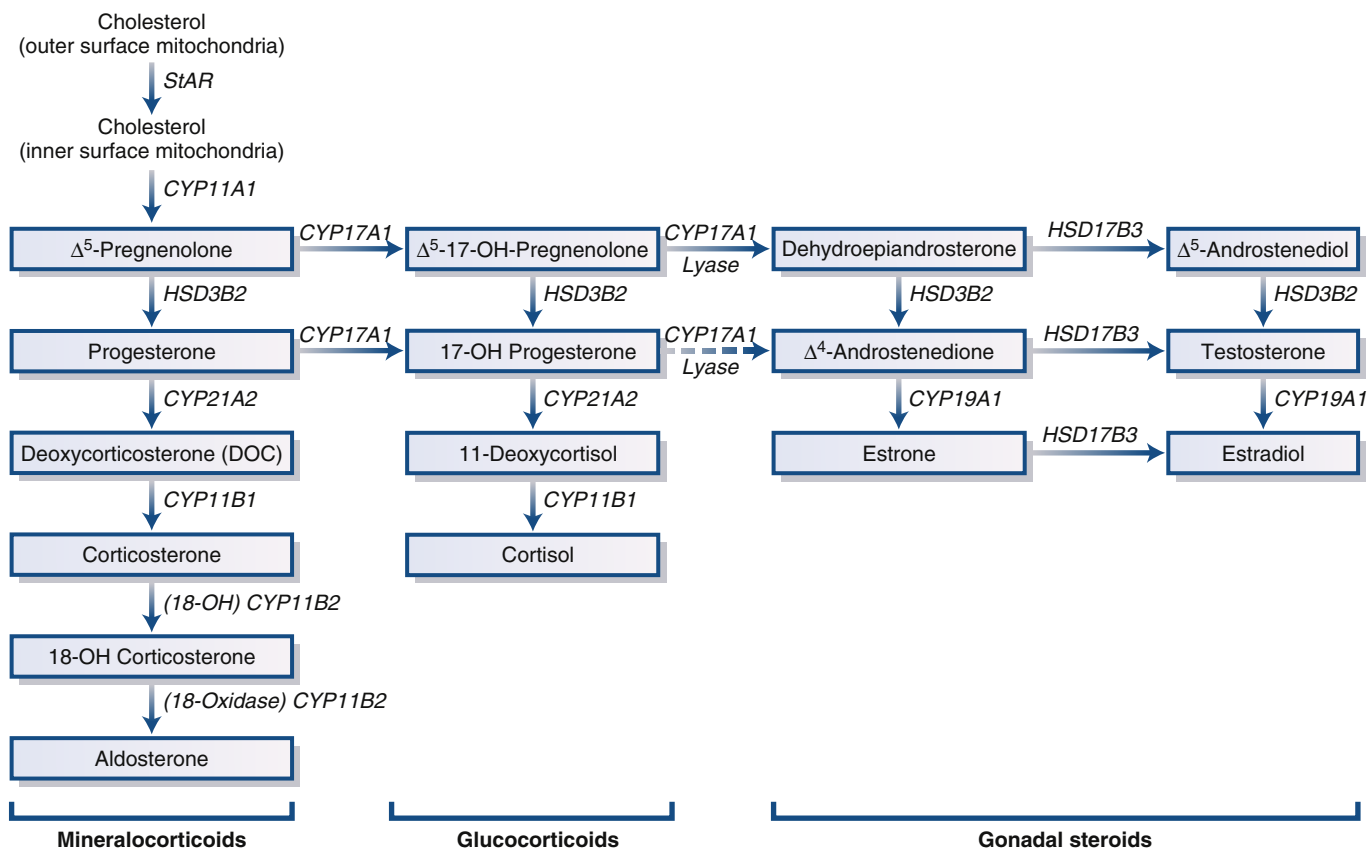 Cholesterol
(outer surface mitochondria)
StAR
Cholesterol
(inner surface mitochondria)
CYP11A1
Δ⁵-Pregnenolone
CYP17A1
Δ⁵-17-OH-Pregnenolone
CYP17A1
Lyase
Dehydroepiandrosterone
HSD17B3
Δ⁵-Androstenediol
HSD3B2
HSD3B2
HSD3B2
HSD3B2
Progesterone
CYP17A1
17-OH Progesterone
CYP17A1
Lyase
Δ⁴-Androstenedione
HSD17B3
Testosterone
CYP21A2
CYP21A2
CYP19A1
CYP19A1
Deoxycorticosterone (DOC)
11-Deoxycortisol
Estrone
HSD17B3
Estradiol
CYP11B1
CYP11B1
Corticosterone
Cortisol
(18-OH) CYP11B2
18-OH Corticosterone
(18-Oxidase) CYP11B2
Aldosterone
Mineralocorticoids
Glucocorticoids
Gonadal steroids